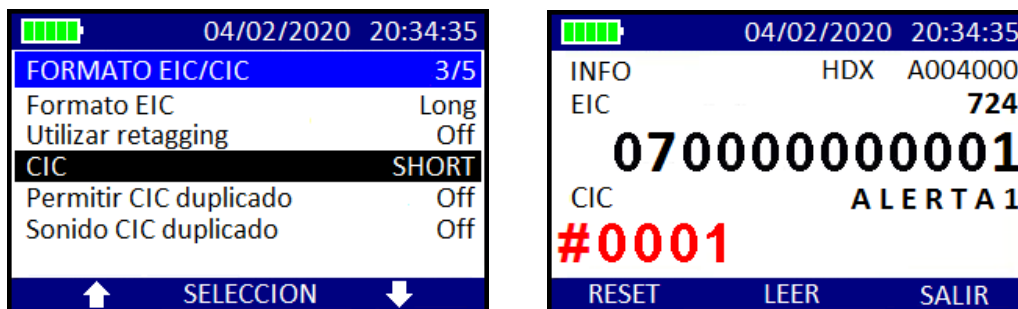 04/02/2020 20:34:35
FORMATO EIC/CIC 3/5
Formato EIC Long
Utilizar retagging Off
CIC SHORT
Permitir CIC duplicado Off
Sonido CIC duplicado Off
SELECCION
04/02/2020 20:34:35
INFO HDX A004000
EIC 724
070000000001
CIC ALERTA1
#0001
RESET LEER SALIR